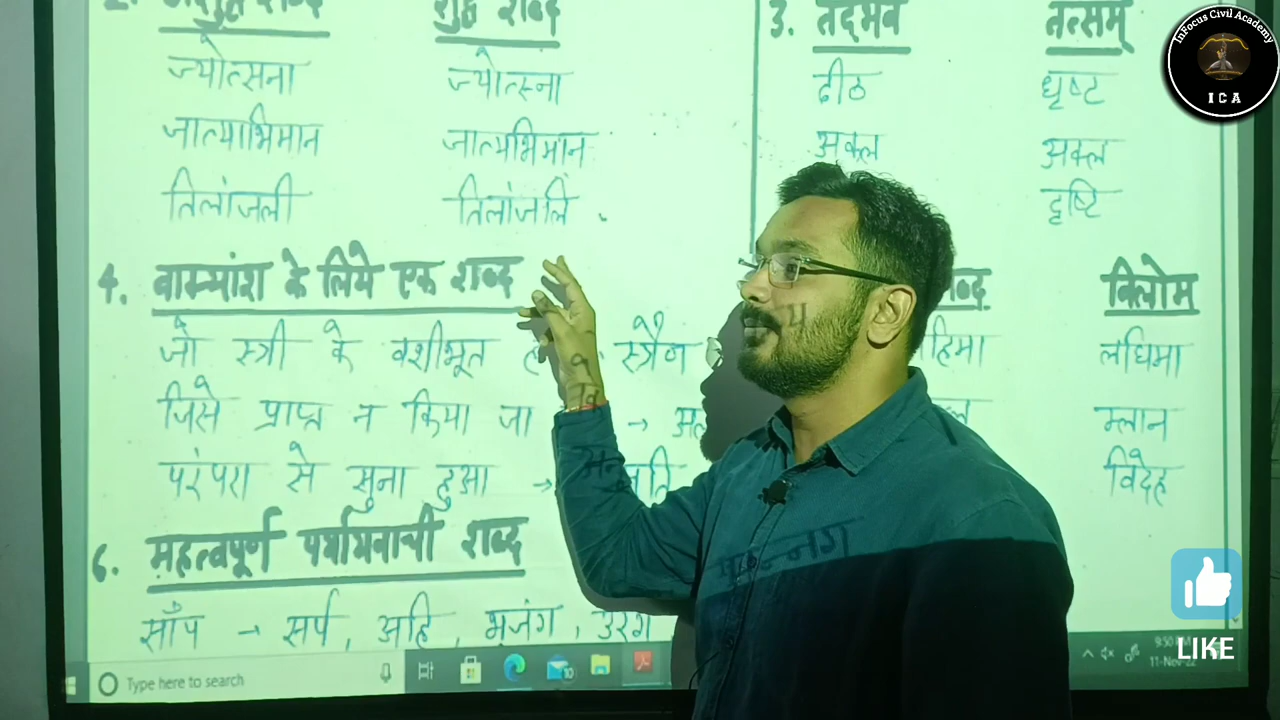 2. अशुद्ध शब्द शुद्ध शब्द
ज्योत्सना ज्योत्स्ना
जात्याभिमान जात्यभिमान
तिलांजली तिलांजलि
3. तद्भव तत्सम्
ढीठ धृष्ट
अकल अक्ल
दृष्टि
4. वाक्यांश के लिये एक शब्द
जो स्त्री के वशीभूत स्त्रैण
जिसे प्राप्त न किया जा →
परंपरा से सुना हुआ →
विलोम
लघिमा
म्लान
विदेह
6. महत्वपूर्ण पर्यायवाची शब्द
साँप → सर्प, अहि, भुजंग, उरग
Type here to search
InFocus Civil Academy
ICA
LIKE